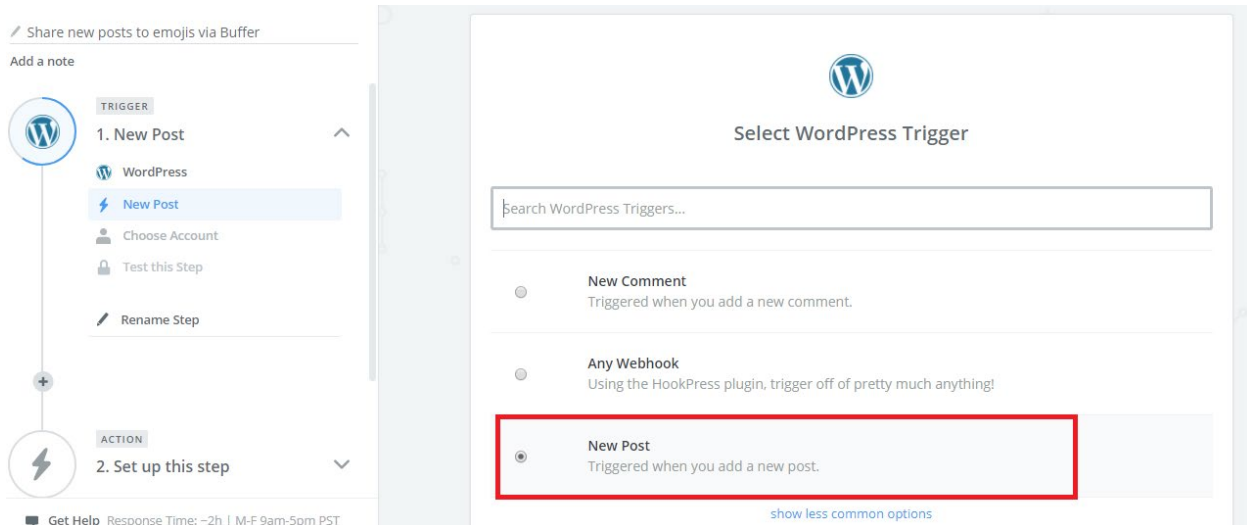 Share new posts to emojis via Buffer
Add a note
TRIGGER
1. New Post
WordPress
New Post
Choose Account
Test this Step
Rename Step
ACTION
2. Set up this step
Get Help Response Time: ~2h | M-F 9am-5pm PST
Select WordPress Trigger
Search WordPress Triggers...
New Comment
Triggered when you add a new comment.
Any Webhook
Using the HookPress plugin, trigger off of pretty much anything!
New Post
Triggered when you add a new post.
show less common options